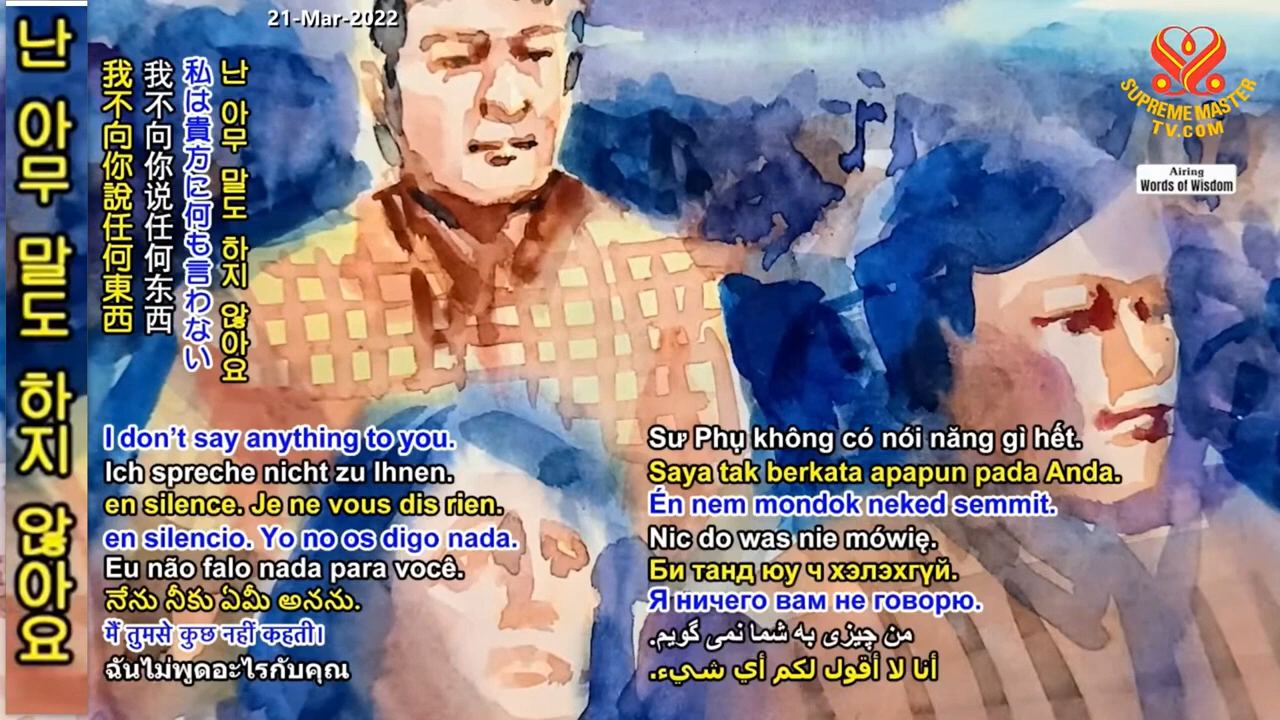 21-Mar-2022
난 아무 말도 하지 않아요
我不向你說任何東西
我不向你说任何东西
私は貴方に何も言わない
난 아무 말도 하지 않아요
SUPREME MASTER
TV.COM
Airing
Words of Wisdom
I don’t say anything to you.
Ich spreche nicht zu Ihnen.
en silence. Je ne vous dis rien.
en silencio. Yo no os digo nada.
Eu não falo nada para você.
నేను నీకు ఏమీ అనను.
मैं तुमसे कुछ नहीं कहती।
ฉันไม่พูดอะไรกับคุณ
Sư Phụ không có nói năng gì hết.
Saya tak berkata apapun pada Anda.
Én nem mondok neked semmit.
Nic do was nie mówię.
Би танд юу ч хэлэхгүй.
Я ничего вам не говорю.
من چیزی به شما نمی گویم.
أنا لا أقول لكم أي شيء.